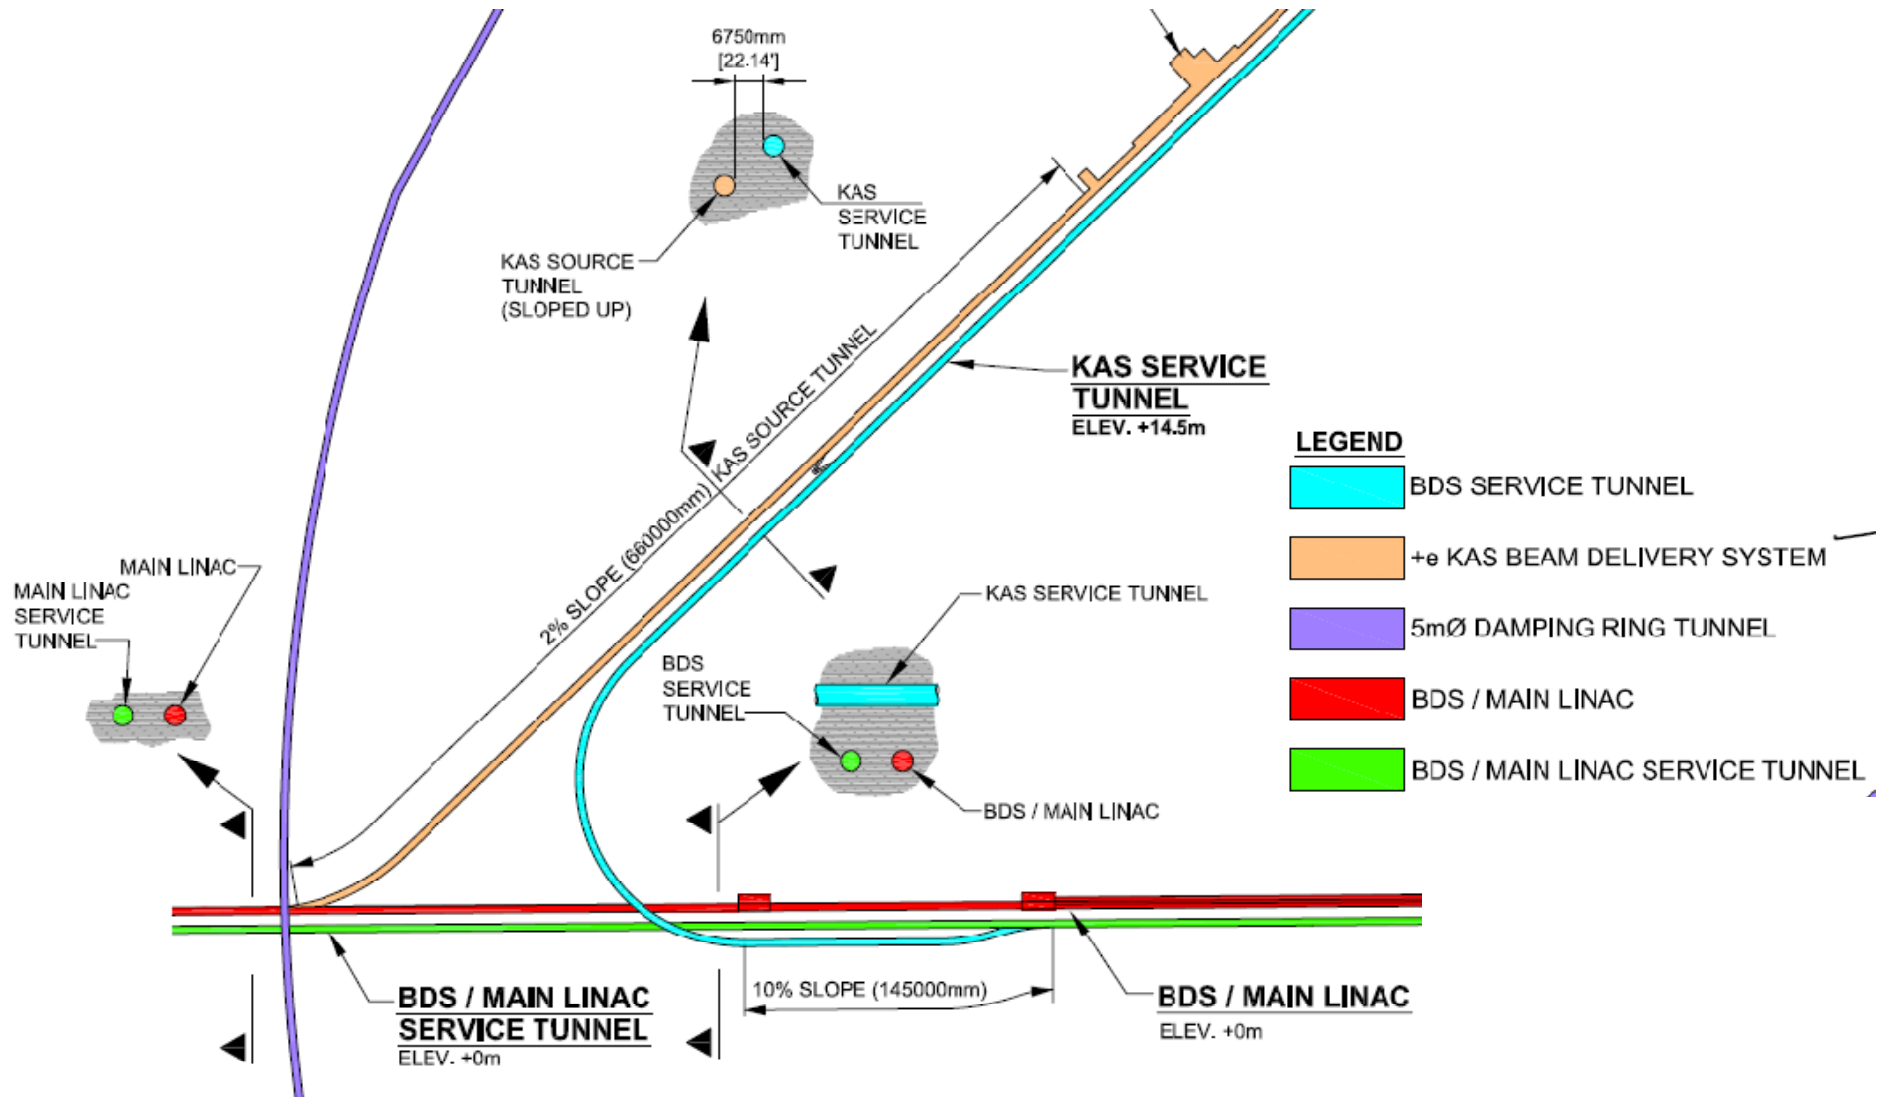 6750mm
[22.14']
KAS
SERVICE
TUNNEL
KAS SOURCE
TUNNEL
(SLOPED UP)
2% SLOPE (660000mm) KAS SOURCE TUNNEL
KAS SERVICE
TUNNEL
ELEV. +14.5m
LEGEND
BDS SERVICE TUNNEL
+e KAS BEAM DELIVERY SYSTEM
5mØ DAMPING RING TUNNEL
BDS / MAIN LINAC
BDS / MAIN LINAC SERVICE TUNNEL
MAIN LINAC
MAIN LINAC
SERVICE
TUNNEL
KAS SERVICE TUNNEL
BDS
SERVICE
TUNNEL
BDS / MAIN LINAC
10% SLOPE (145000mm)
BDS / MAIN LINAC
SERVICE TUNNEL
ELEV. +0m
BDS / MAIN LINAC
ELEV. +0m